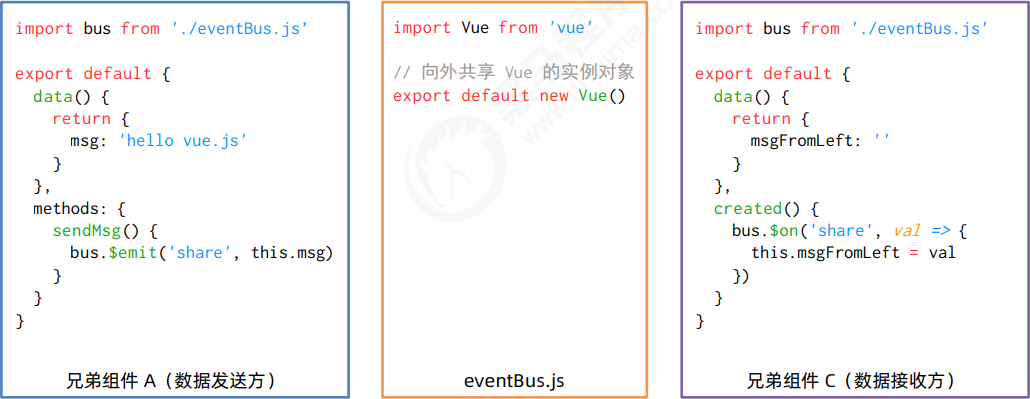 import bus from './eventBus.js'
export default {
data() {
return {
msg: 'hello vue.js'
}
},
methods: {
sendMsg() {
bus.$emit('share', this.msg)
}
}
}
兄弟组件 A（数据发送方）
import Vue from 'vue'
// 向外共享 Vue 的实例对象
export default new Vue()
eventBus.js
import bus from './eventBus.js'
export default {
data() {
return {
msgFromLeft: ''
}
},
created() {
bus.$on('share', val => {
this.msgFromLeft = val
})
}
}
兄弟组件 C（数据接收方）